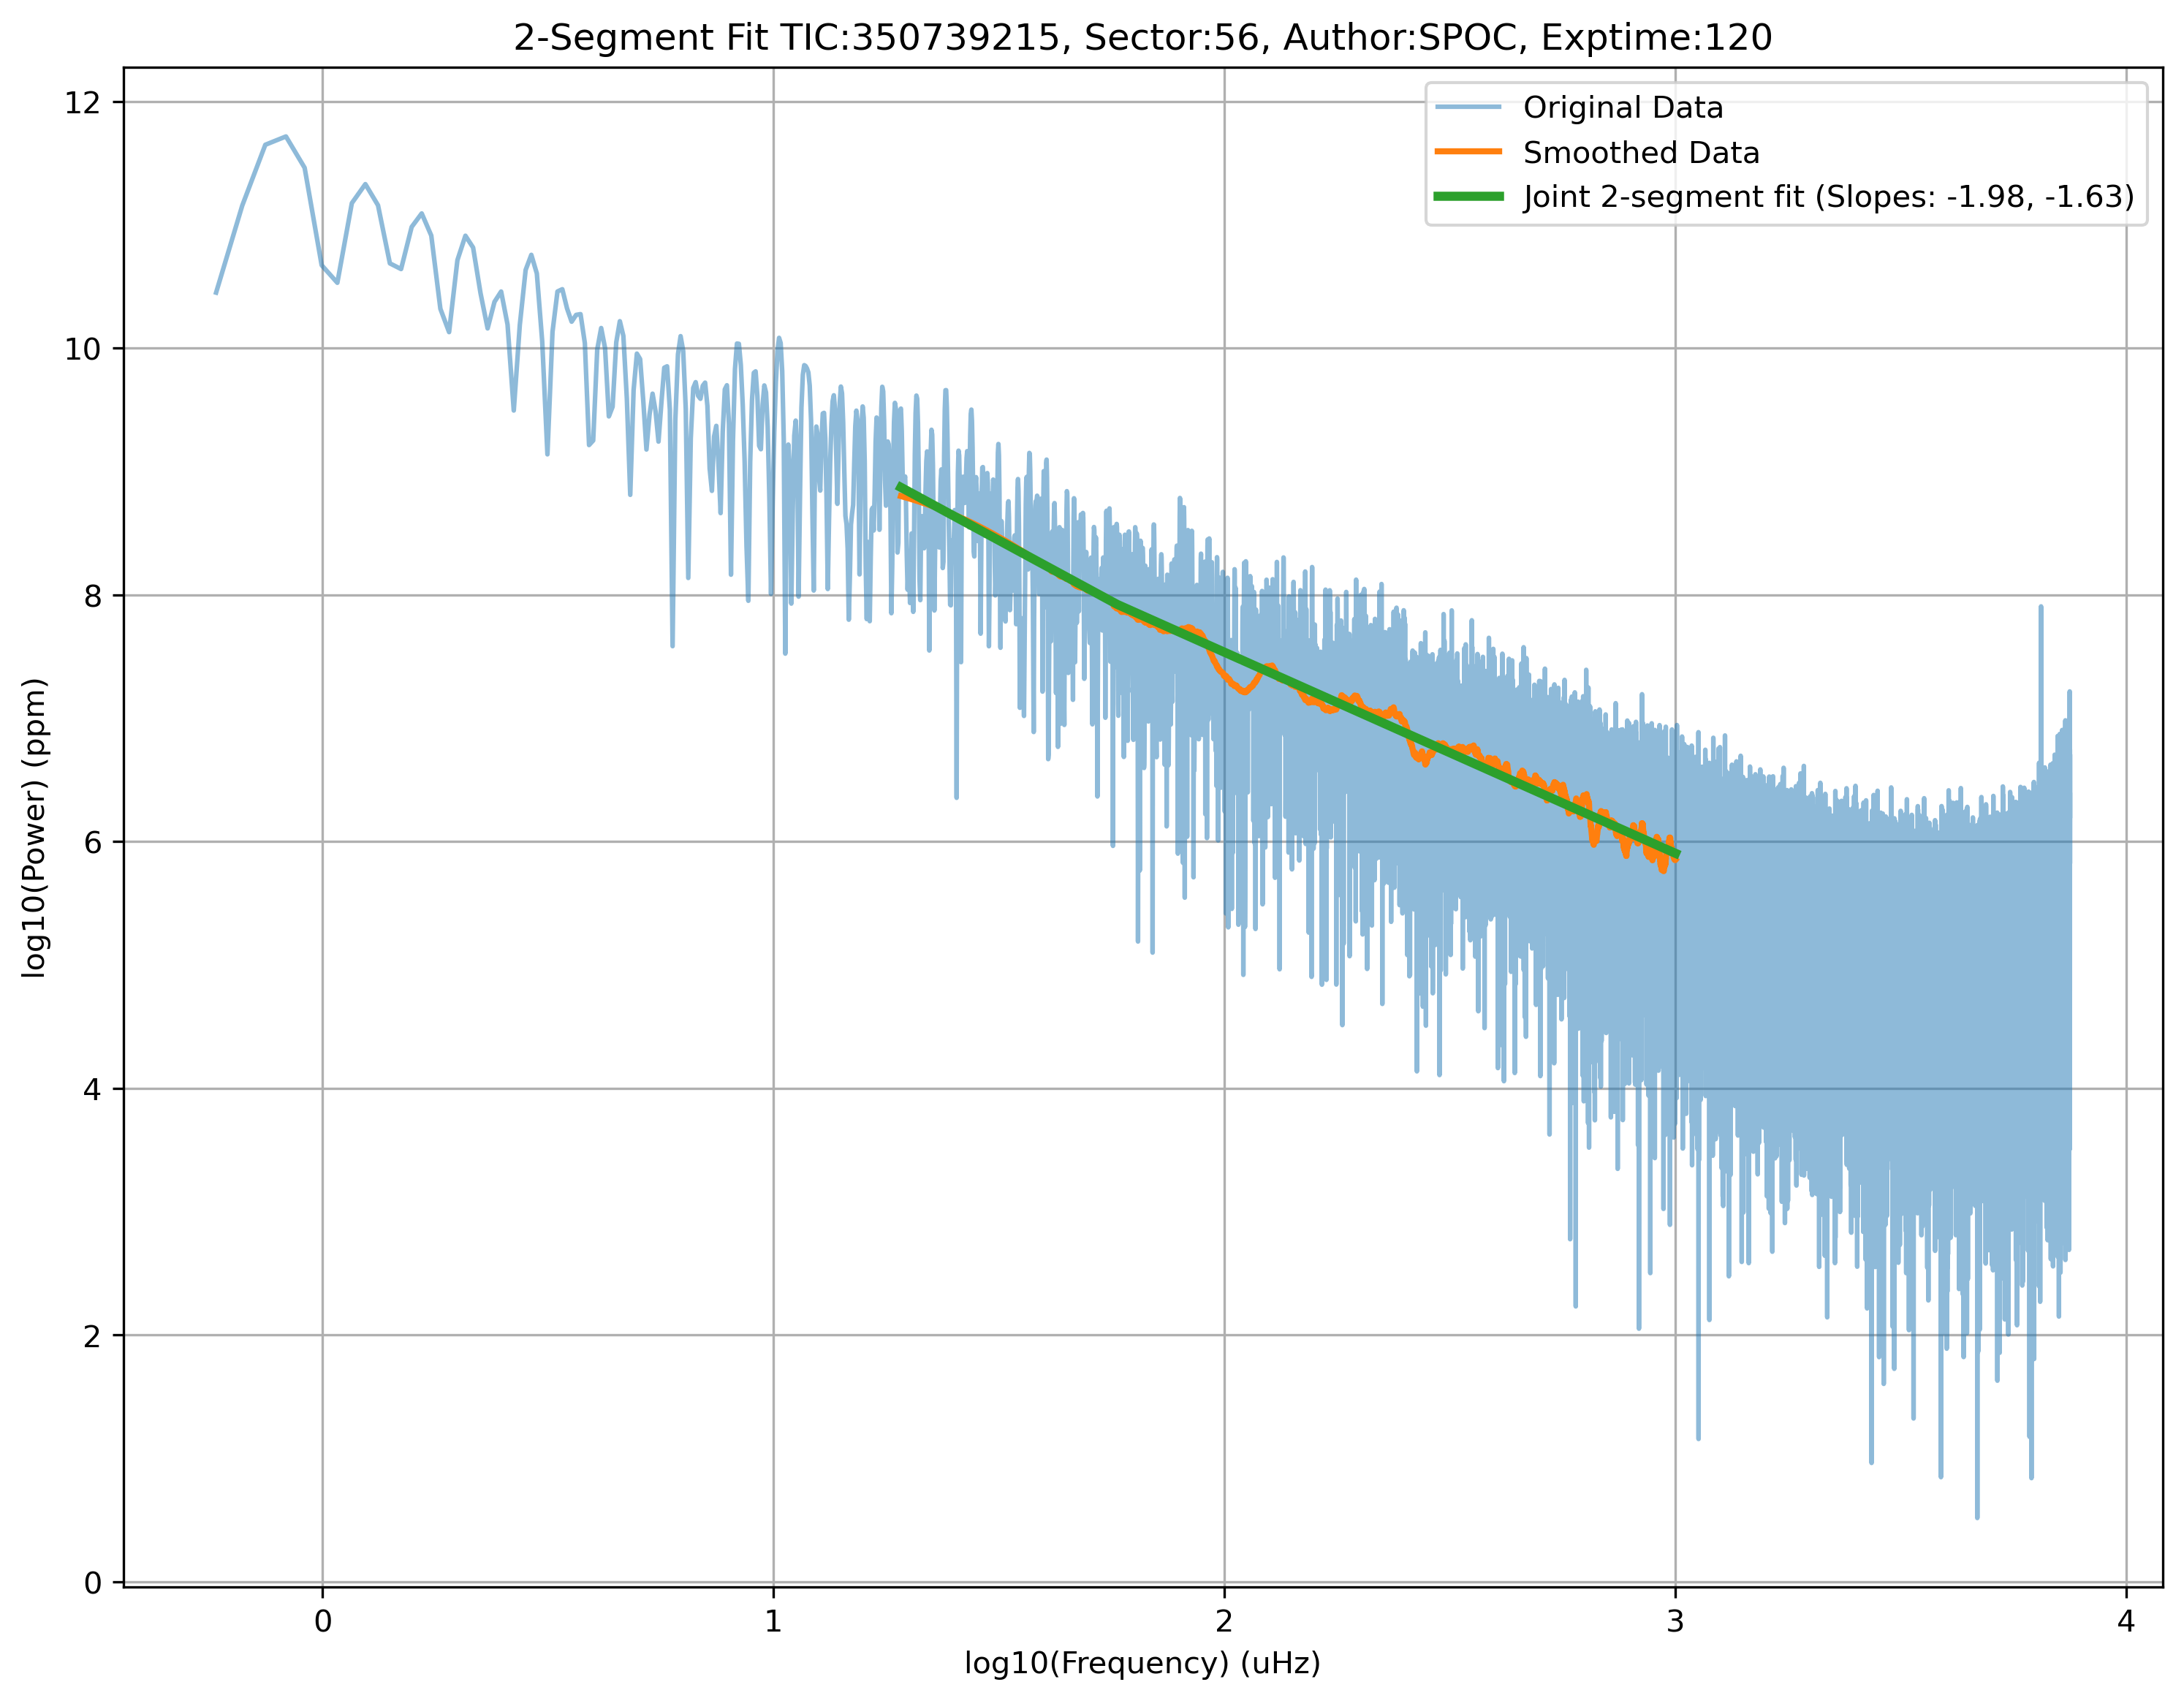 2-Segment Fit TIC:350739215, Sector:56, Author:SPOC, Exptime:120
Original Data
Smoothed Data
Joint 2-segment fit (Slopes: -1.98, -1.63)
log10(Power) (ppm)
12
10
8
6
4
2
0
0 1 2 3 4
log10(Frequency) (uHz)